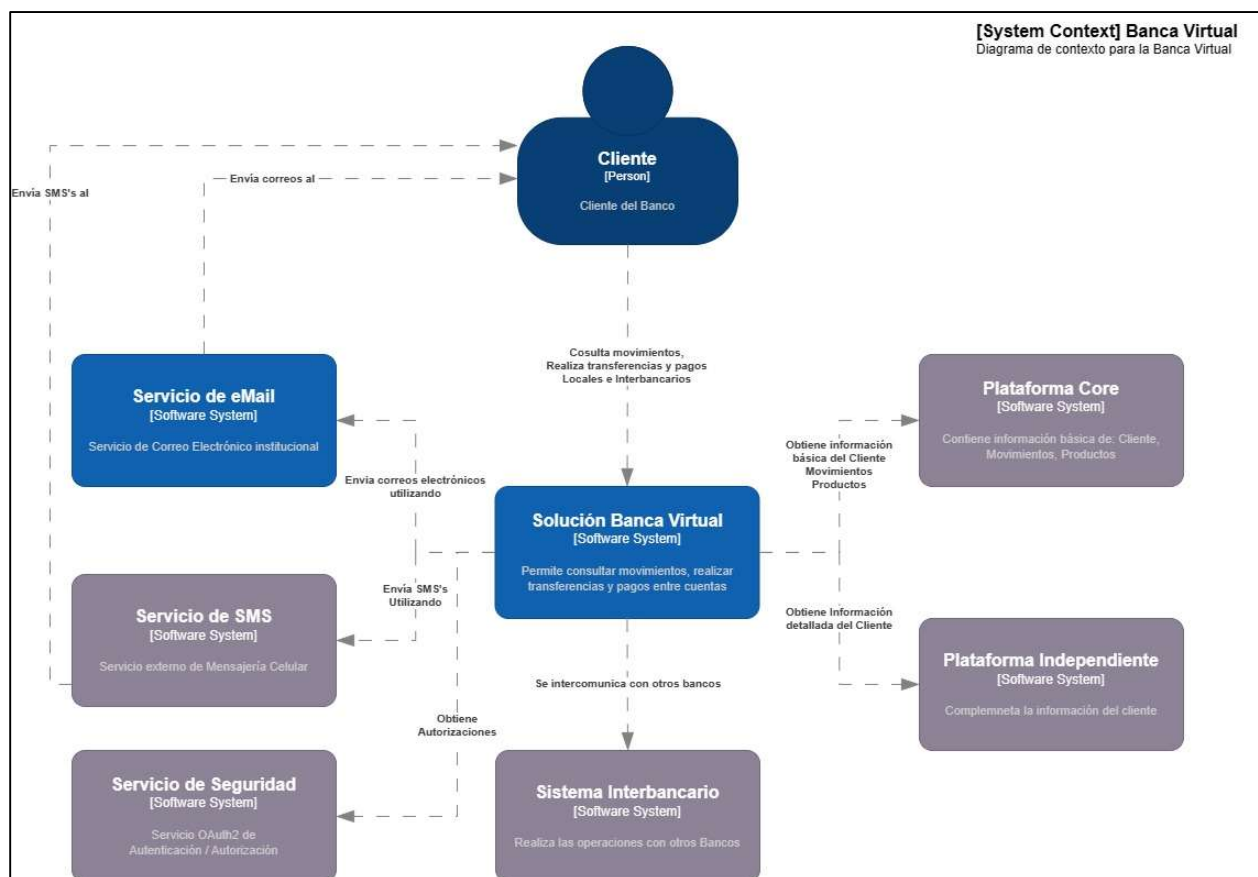 [System Context] Banca Virtual
Diagrama de contexto para la Banca Virtual
Cliente
[Person]
Cliente del Banco
Envía SMS's al
Envía correos al
Cosulta movimientos,
Realiza transferencias y pagos
Locales e Interbancarios
Servicio de eMail
[Software System]
Servicio de Correo Electrónico institucional
Plataforma Core
[Software System]
Contiene información básica de: Cliente,
Movimientos, Productos
Obtiene información
básica del Cliente
Movimientos
Productos
Envía correos electrónicos
utilizando
Solución Banca Virtual
[Software System]
Permite consultar movimientos, realizar
transferencias y pagos entre cuentas
Envía SMS's
Utilizando
Servicio de SMS
[Software System]
Servicio externo de Mensajería Celular
Obtiene Información
detallada del Cliente
Plataforma Independiente
[Software System]
Complemneta la información del cliente
Se intercomunica con otros bancos
Obtiene
Autorizaciones
Servicio de Seguridad
[Software System]
Servicio OAuth2 de
Autenticación / Autorización
Sistema Interbancario
[Software System]
Realiza las operaciones con otros Bancos